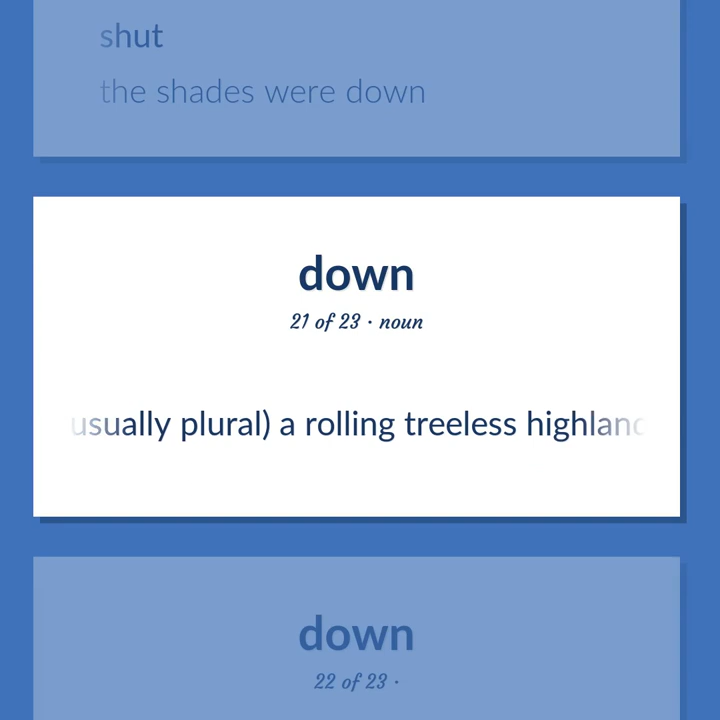 shut
the shades were down
down
21 of 23 · noun
usually plural) a rolling treeless highland
down
22 of 23 ·